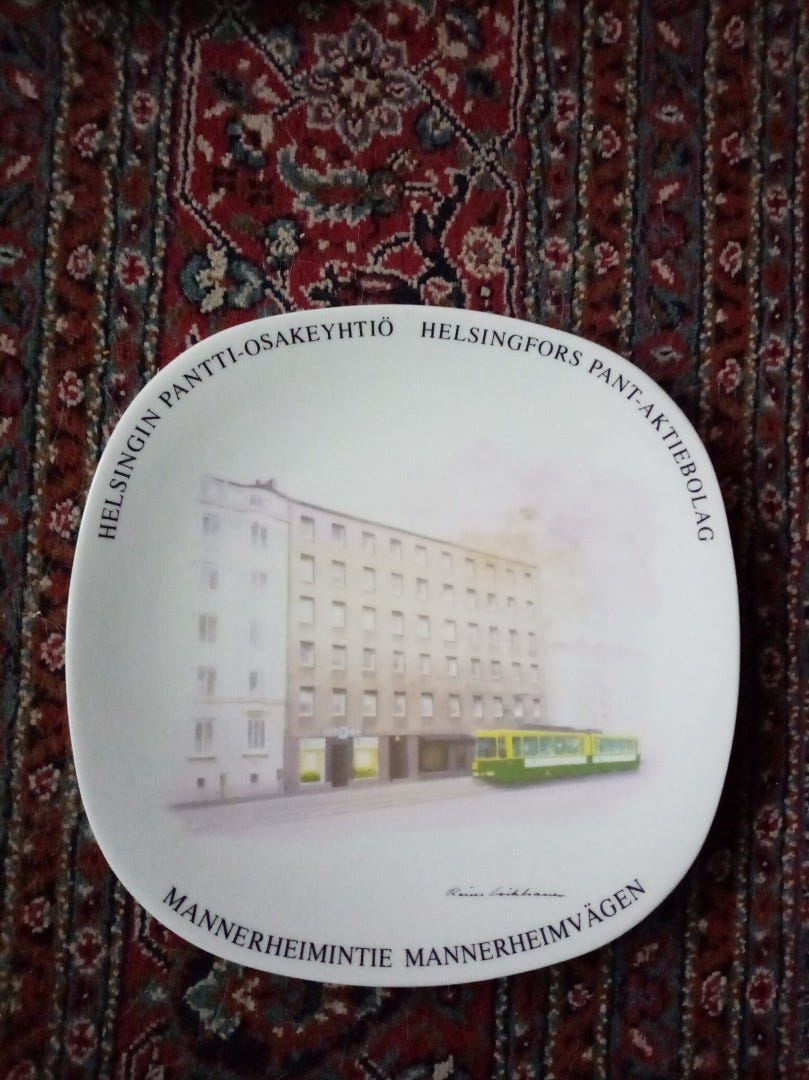 HELSINGIN PANTTI-OSAKEYHTIÖ HELSINGFORS PANT-AKTIEBOLAG
MANNERHEIMINTIE MANNERHEIMVÄGEN